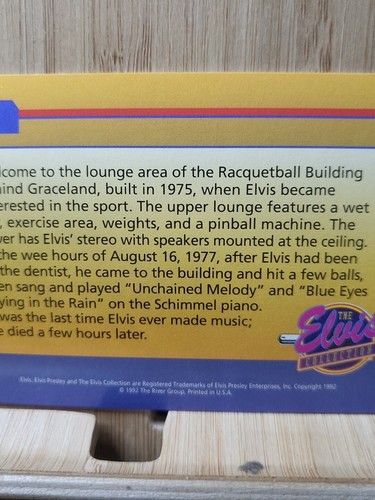 lcome to the lounge area of the Racquetball Building
ind Graceland, built in 1975, when Elvis became
erested in the sport. The upper lounge features a wet
, exercise area, weights, and a pinball machine. The
ver has Elvis' stereo with speakers mounted at the ceiling.
the wee hours of August 16, 1977, after Elvis had been
the dentist, he came to the building and hit a few balls,
en sang and played "Unchained Melody" and "Blue Eyes
ying in the Rain" on the Schimmel piano.
was the last time Elvis ever made music;
e died a few hours later.
THE
Elvis
COLLECTION
Elvis, Elvis Presley and The Elvis Collection are Registered Trademarks of Elvis Presley Enterprises, Inc. Copyright 1992
© 1992 The River Group, Printed in U.S.A.